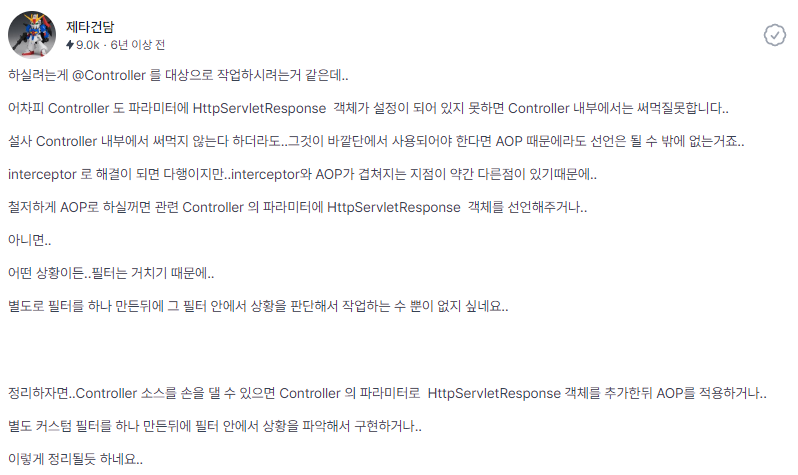 제타건담
9.0k · 6년 이상 전
하실려는게 @Controller 를 대상으로 작업하시려는거 같은데..
어차피 Controller 도 파라미터에 HttpServletResponse 객체가 설정이 되어 있지 못하면 Controller 내부에서는 써먹질못합니다..
설사 Controller 내부에서 써먹지 않는다 하더라도..그것이 바깥단에서 사용되어야 한다면 AOP 때문에라도 선언은 될 수 밖에 없는거죠..
interceptor 로 해결이 되면 다행이지만..interceptor와 AOP가 겹쳐지는 지점이 약간 다른점이 있기때문에..
철저하게 AOP로 하실꺼면 관련 Controller 의 파라미터에 HttpServletResponse 객체를 선언해주거나..
아니면..
어떤 상황이든..필터는 거치기 때문에..
별도로 필터를 하나 만든뒤에 그 필터 안에서 상황을 판단해서 작업하는 수 뿐이 없지 싶네요..
정리하자면..Controller 소스를 손을 댈 수 있으면 Controller 의 파라미터로 HttpServletResponse 객체를 추가한뒤 AOP를 적용하거나..
별도 커스텀 필터를 하나 만든뒤에 필터 안에서 상황을 파악해서 구현하거나..
이렇게 정리될듯 하네요..